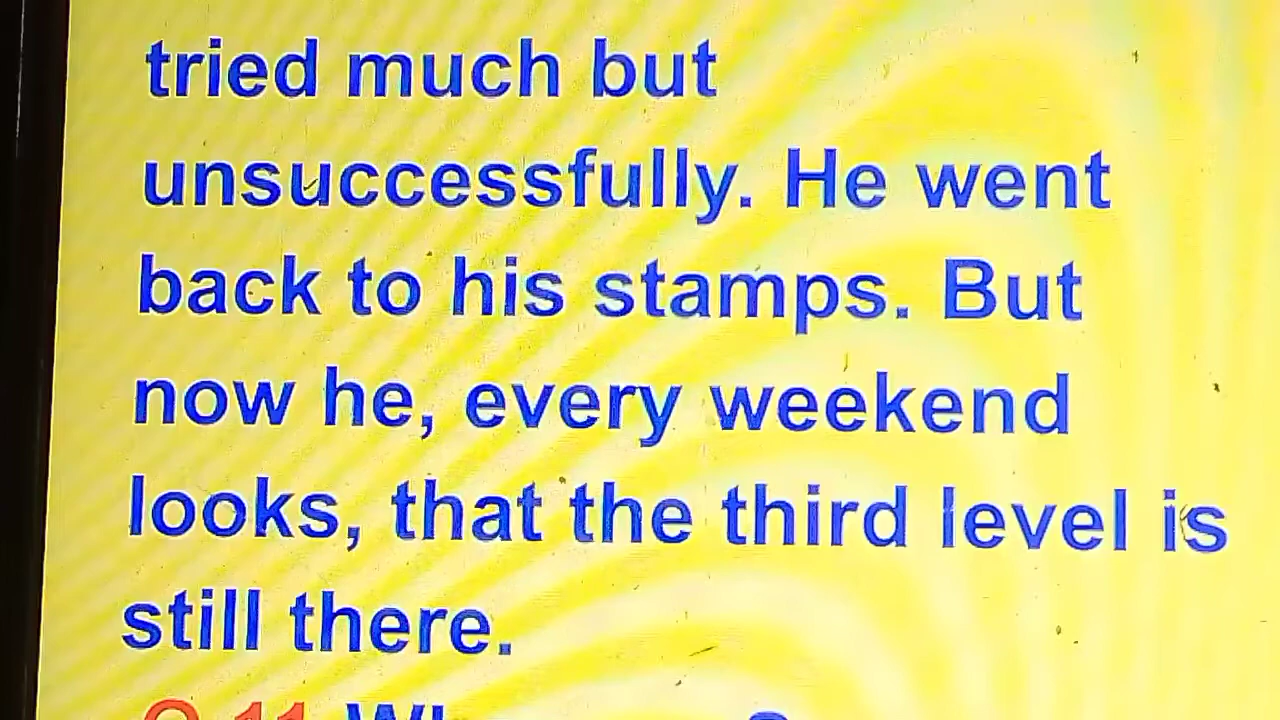 tried much but
unsuccessfully. He went
back to his stamps. But
now he, every weekend
looks, that the third level is
still there.